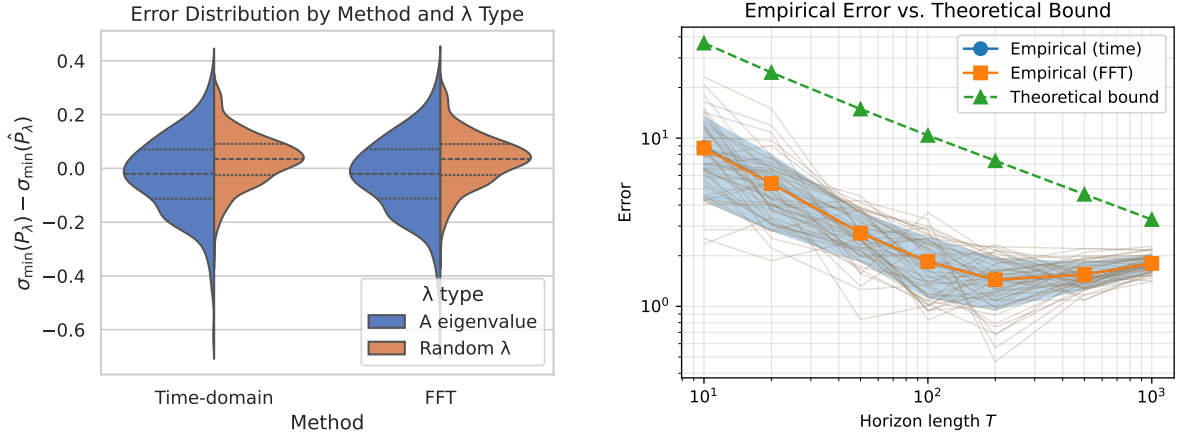 Error Distribution by Method and λ Type
σmin(Pλ) − σmin(P̂λ)
0.4
0.2
0.0
−0.2
−0.4
−0.6
λ type
A eigenvalue
Random λ
Time-domain
FFT
Method
Empirical Error vs. Theoretical Bound
Error
10¹
10⁰
Empirical (time)
Empirical (FFT)
Theoretical bound
10¹
10²
10³
Horizon length T